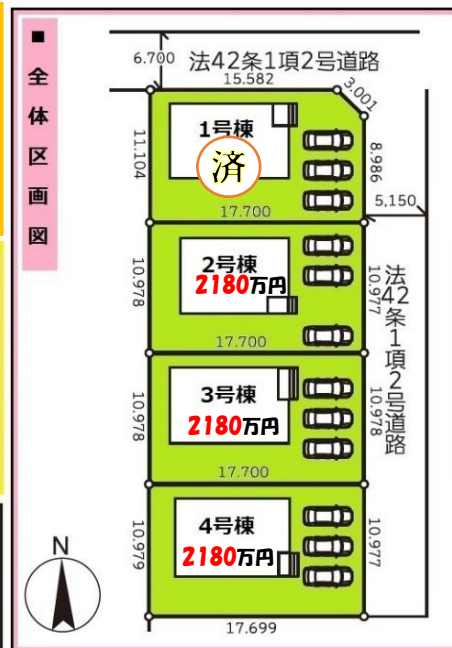 ■全体区画図
6.700
法42条1項2号道路
15.582
3.001
1号棟
済
11.104
8.986
17.700
5,150
2号棟
2180万円
10.978
10.977
17.700
法42条1項2号道路
3号棟
2180万円
10.978
10.978
17.700
4号棟
2180万円
10.979
10.977
17.699
N